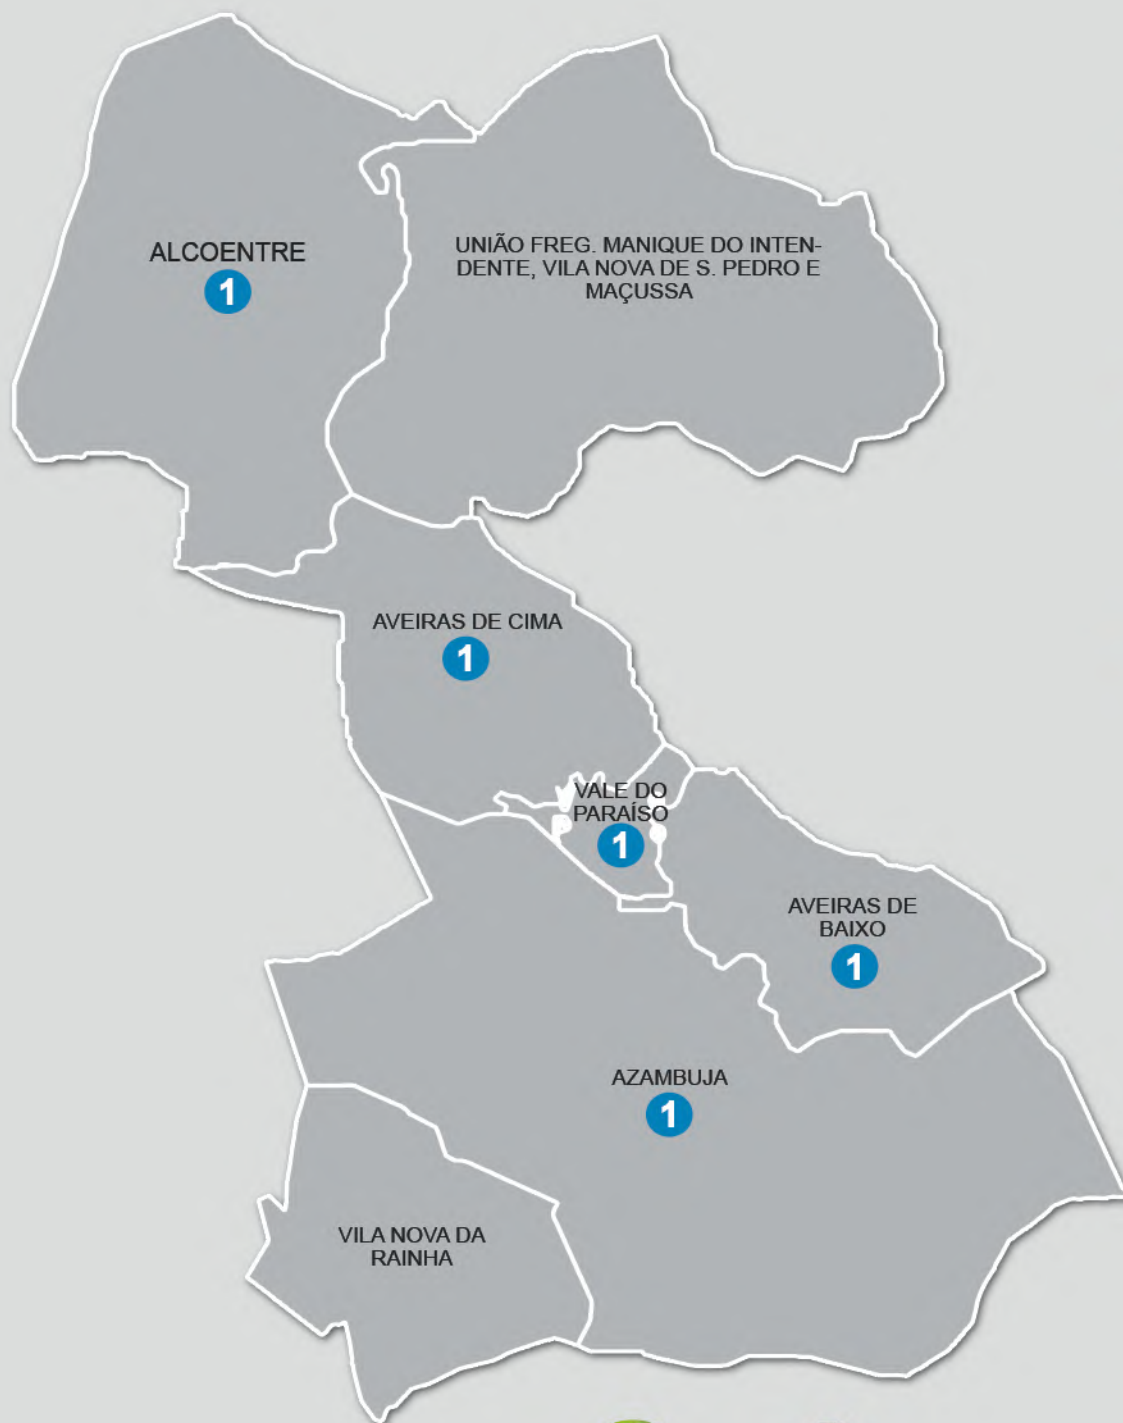 ALCOENTRE
1
UNIÃO FREG. MANIQUE DO INTEN-
DENTE, VILA NOVA DE S. PEDRO E
MAÇUSSA
AVEIRAS DE CIMA
1
VALE DO
PARAÍSO
1
AVEIRAS DE
BAIXO
1
AZAMBUJA
1
VILA NOVA DA
RAINHA